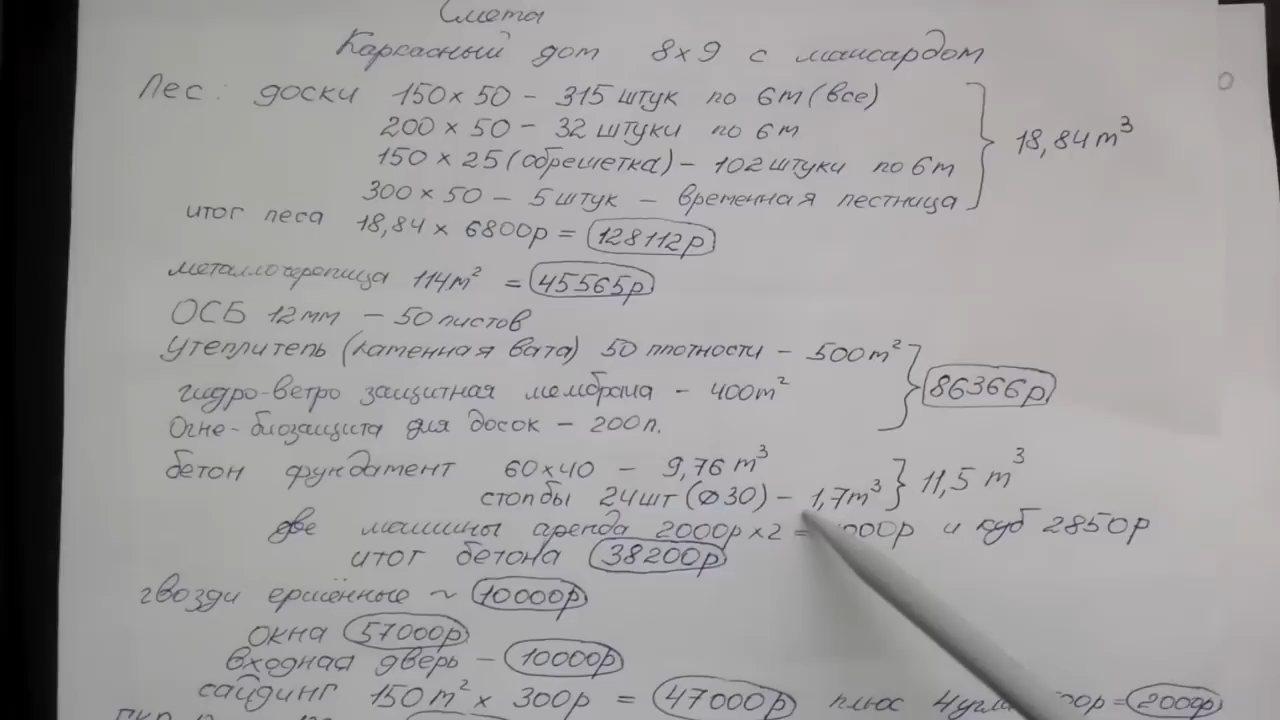 Смета
Каркасный дом 8×9 с мансардом
Лес: доски 150×50 – 315 штук по 6м (все)
200×50 – 32 штуки по 6м
150×25 (обрешетка) – 102 штуки по 6м
300×50 – 5 штук – временная лестница
18,84м³
итог леса 18,84 × 6800р = 128112р
металлочерепица 114м² = 45565р
ОСБ 12мм – 50 листов
Утеплитель (каменная вата) 50 плотности – 500м²
гидро-ветро защитная мембрана – 400м²
Огне-биозащита для досок – 200л.
86366р
бетон фундамент 60×40 – 9,76м³
столбы 24шт (⌀30) – 1,7м³
11,5м³
две машины аренда 2000р×2 = 000р и куб 2850р
итог бетона 38200р
гвозди ершённые ~ 10000р
окна 57000р
входная дверь – 10000р
сайдинг 150м² × 300р = 47000р плюс 4 = 2000р